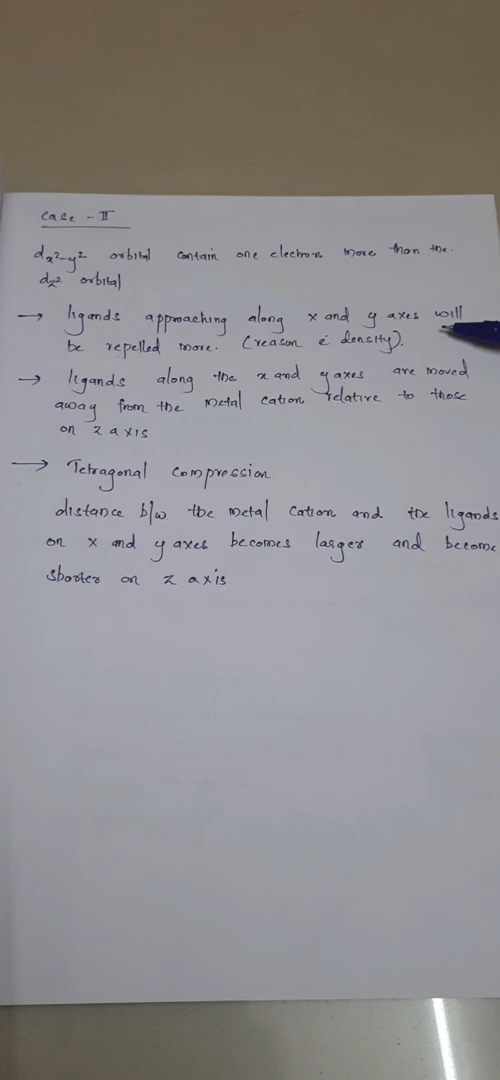 Case - II
dx²-y² orbital contain one electron more than the
dz² orbital
→ ligands approaching along x and y axes will
be repelled more. (reason ē density).
→ ligands along the x and y axes are moved
away from the metal cation relative to those
on z axis
→ Tetragonal compression
distance b/w the metal cation and the ligands
on x and y axes becomes larger and become
shorter on z axis